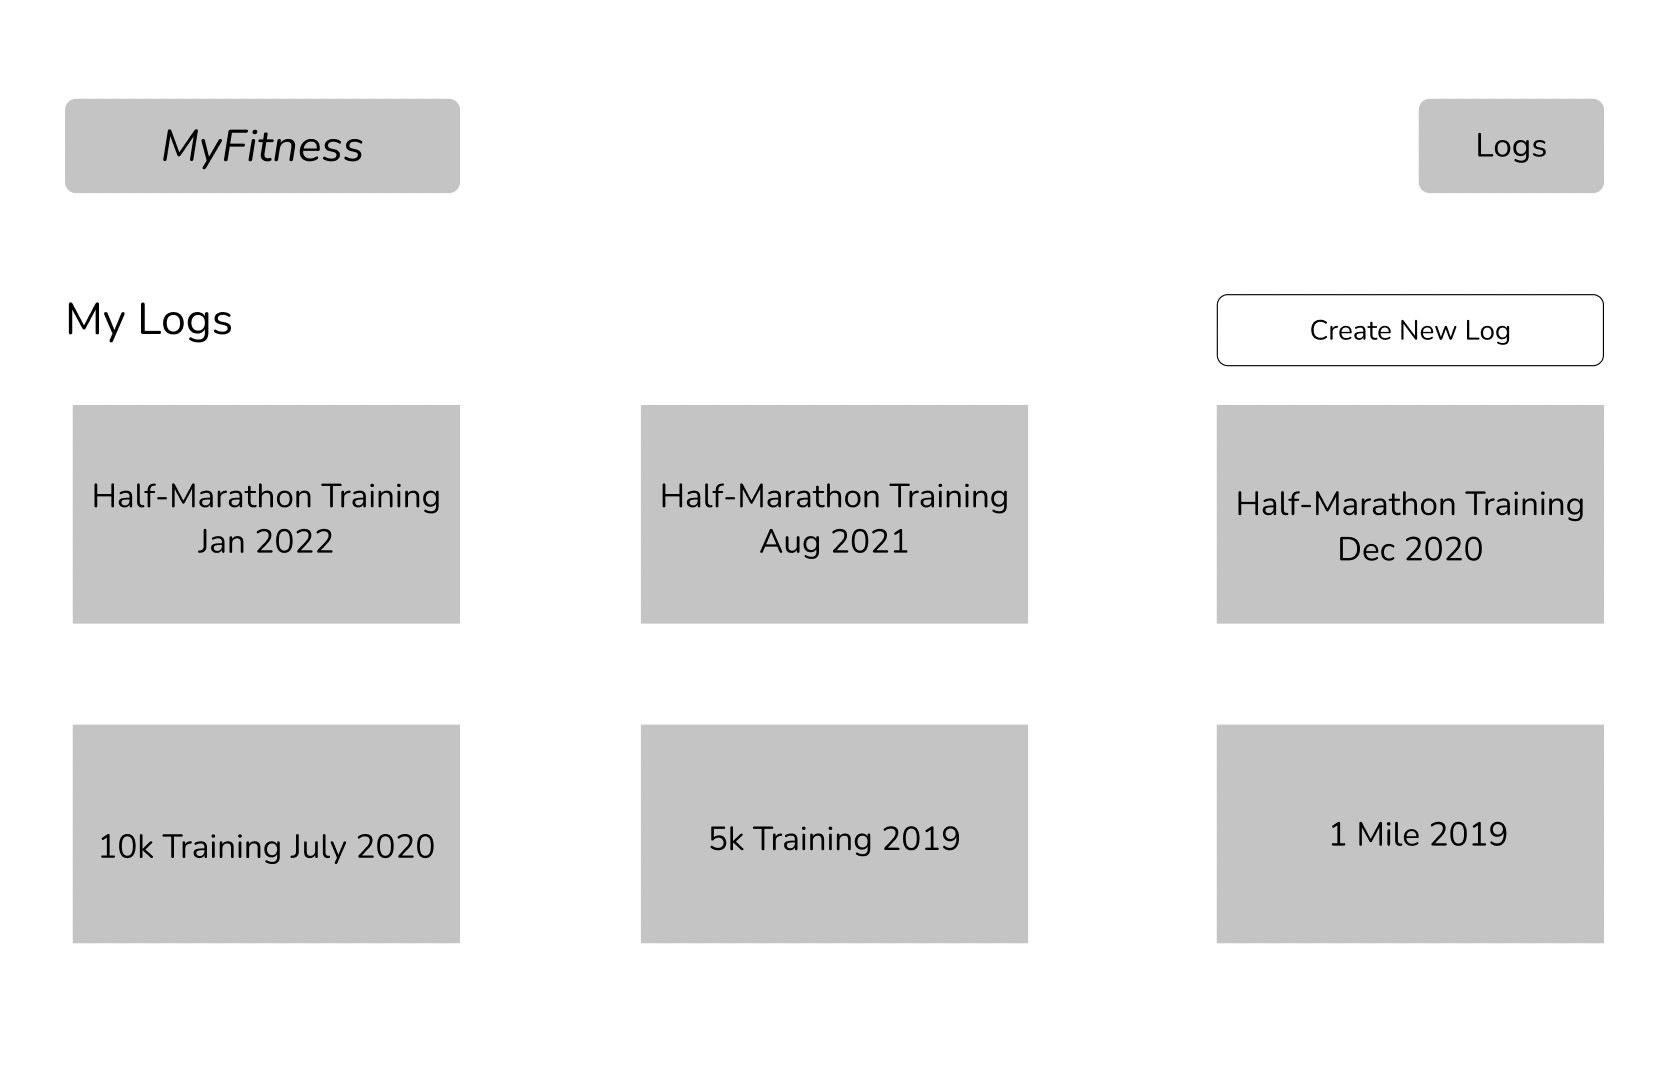 MyFitness
Logs
My Logs
Create New Log
Half-Marathon Training
Jan 2022
Half-Marathon Training
Aug 2021
Half-Marathon Training
Dec 2020
10k Training July 2020
5k Training 2019
1 Mile 2019